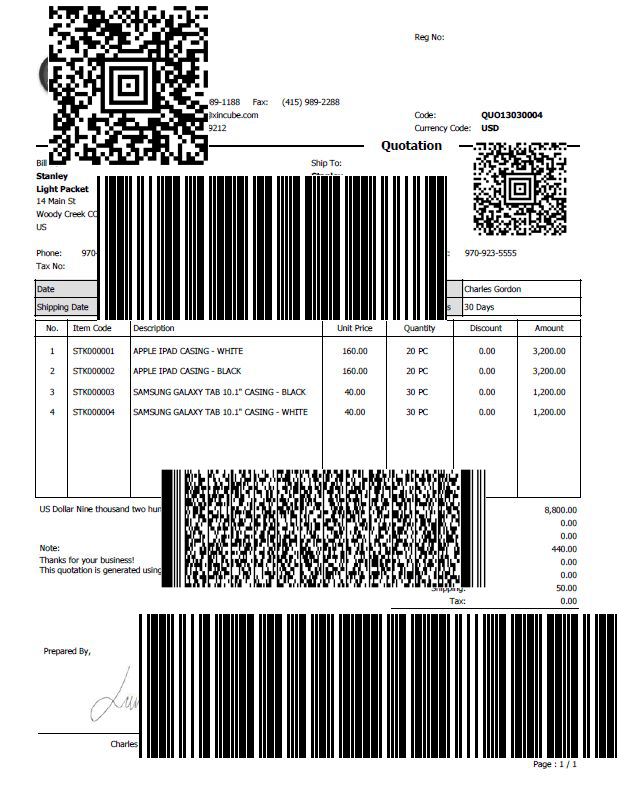 Reg No:
89-1188 Fax: (415) 989-2288
xincube.com
9212
Code: QUO13030004
Currency Code: USD
Quotation
Bill
Ship To:
Stanley
Light Packet
14 Main St
Woody Creek CO
US
Phone: 970-
: 970-923-5555
Tax No:
Date
Charles Gordon
Shipping Date
s 30 Days
No. Item Code Description Unit Price Quantity Discount Amount
1 STK000001 APPLE IPAD CASING - WHITE 160.00 20 PC 0.00 3,200.00
2 STK000002 APPLE IPAD CASING - BLACK 160.00 20 PC 0.00 3,200.00
3 STK000003 SAMSUNG GALAXY TAB 10.1" CASING - BLACK 40.00 30 PC 0.00 1,200.00
4 STK000004 SAMSUNG GALAXY TAB 10.1" CASING - WHITE 40.00 30 PC 0.00 1,200.00
US Dollar Nine thousand two hun
8,800.00
0.00
Note: 440.00
Thanks for your business! 0.00
This quotation is generated using
0.00
Shipping: 50.00
Tax: 0.00
Prepared By,
Charles
Page : 1 / 1